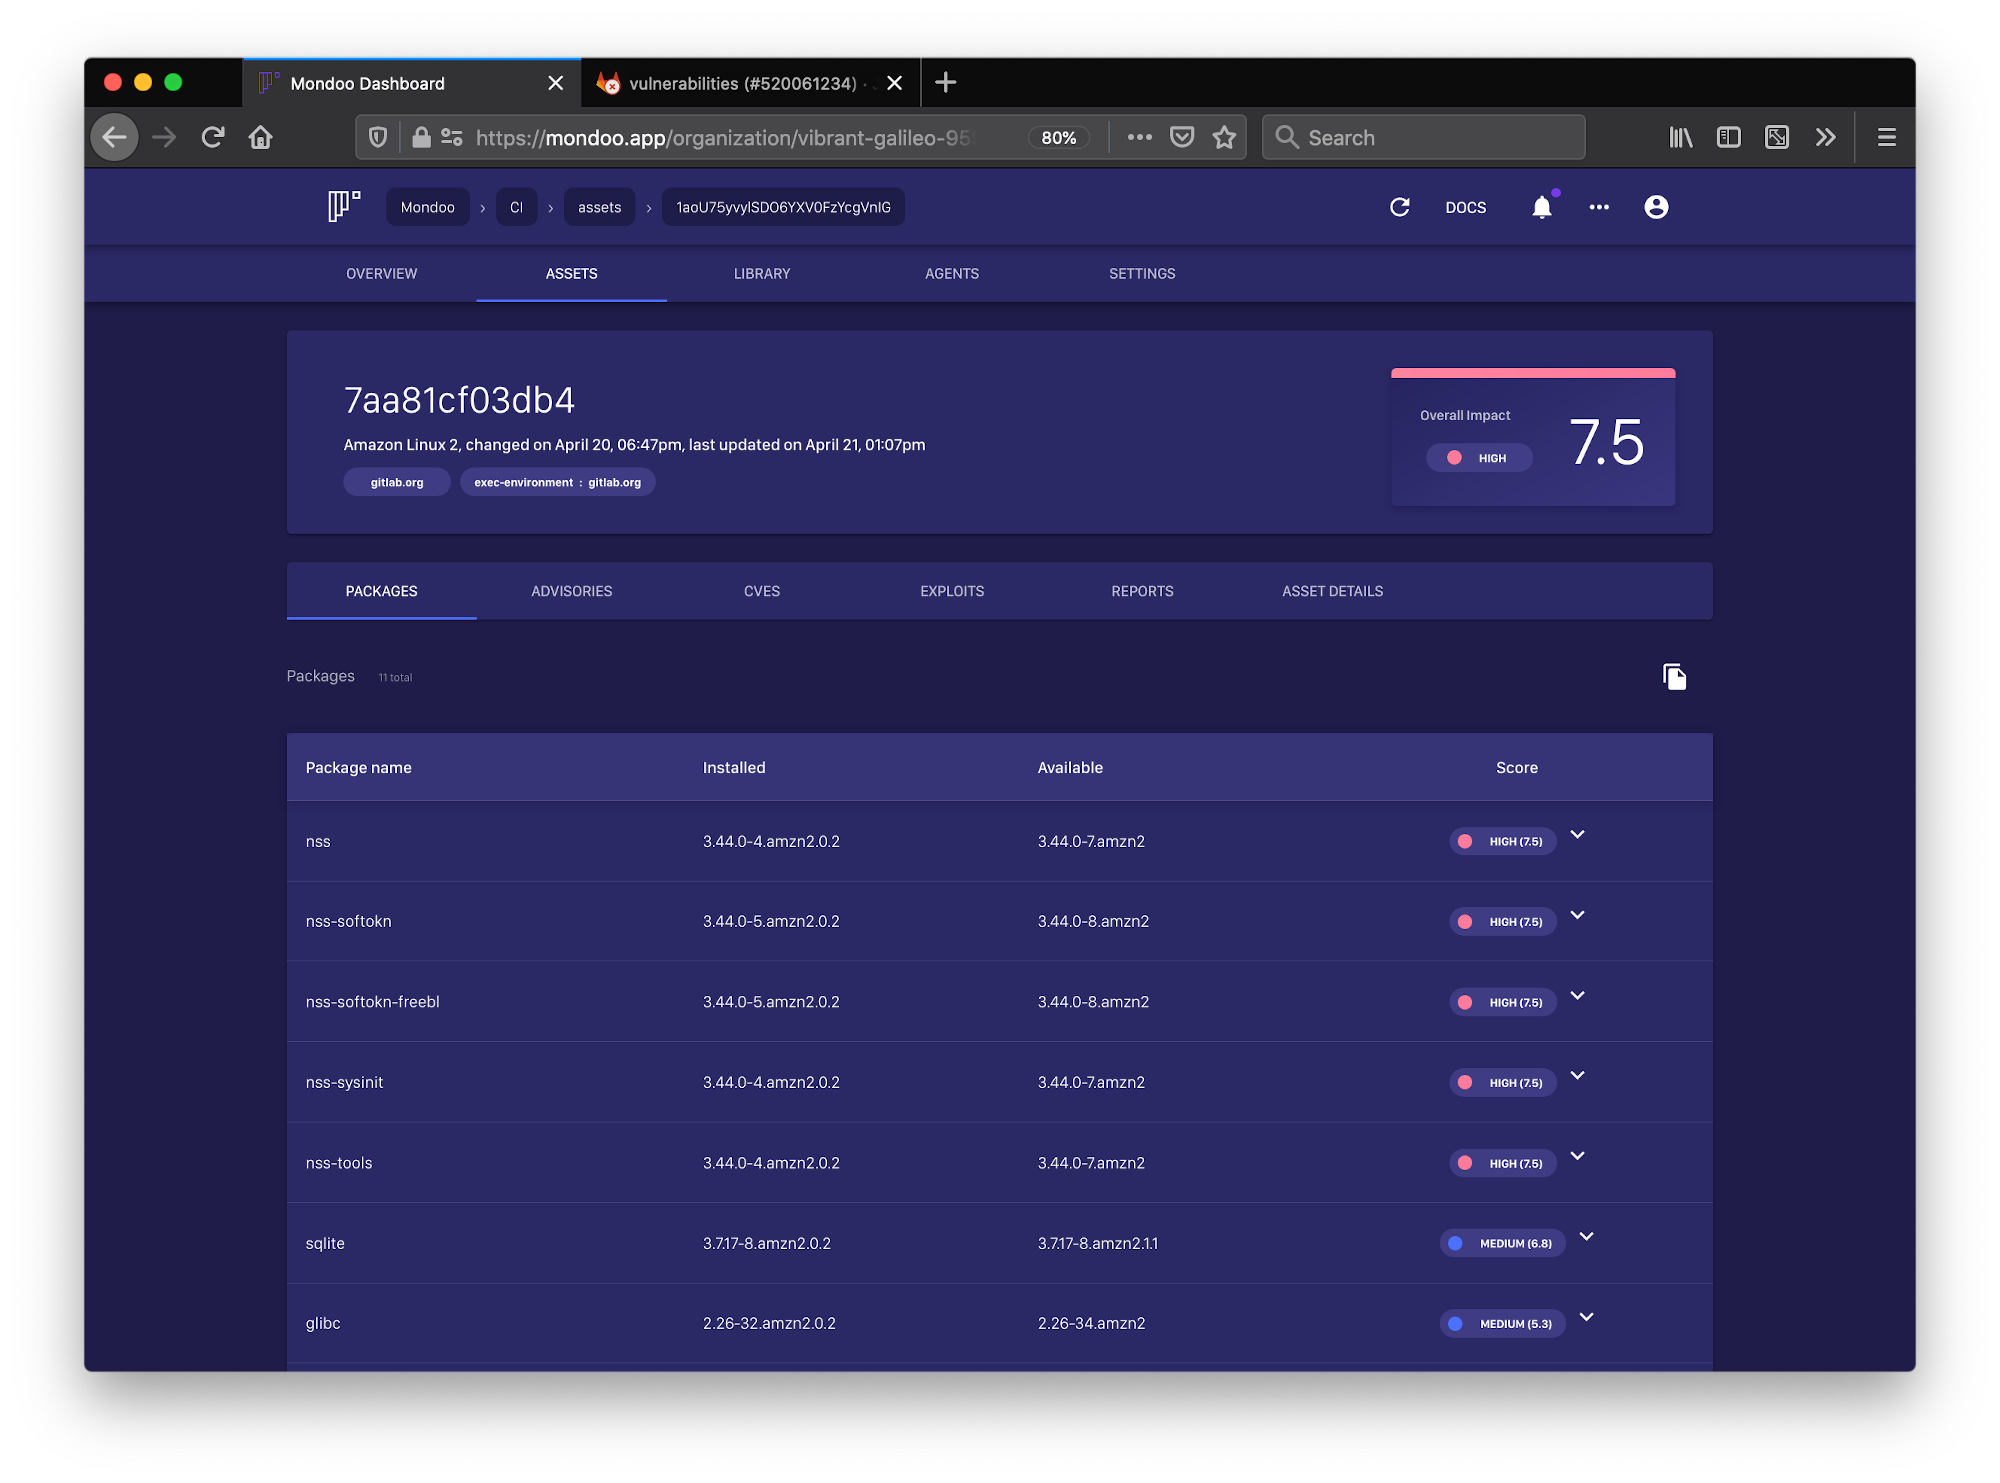 Mondoo Dashboard
vulnerabilities (#520061234) ·
https://mondoo.app/organization/vibrant-galileo-959
80%
Search
Mondoo › CI › assets › 1aoU75yvylSDO6YXV0FzYcgVnIG
DOCS
OVERVIEW ASSETS LIBRARY AGENTS SETTINGS
7aa81cf03db4
Amazon Linux 2, changed on April 20, 06:47pm, last updated on April 21, 01:07pm
gitlab.org
exec-environment : gitlab.org
Overall Impact
HIGH
7.5
PACKAGES ADVISORIES CVES EXPLOITS REPORTS ASSET DETAILS
Packages 11 total
Package name Installed Available Score
nss 3.44.0-4.amzn2.0.2 3.44.0-7.amzn2 HIGH (7.5)
nss-softokn 3.44.0-5.amzn2.0.2 3.44.0-8.amzn2 HIGH (7.5)
nss-softokn-freebl 3.44.0-5.amzn2.0.2 3.44.0-8.amzn2 HIGH (7.5)
nss-sysinit 3.44.0-4.amzn2.0.2 3.44.0-7.amzn2 HIGH (7.5)
nss-tools 3.44.0-4.amzn2.0.2 3.44.0-7.amzn2 HIGH (7.5)
sqlite 3.7.17-8.amzn2.0.2 3.7.17-8.amzn2.1.1 MEDIUM (6.8)
glibc 2.26-32.amzn2.0.2 2.26-34.amzn2 MEDIUM (5.3)